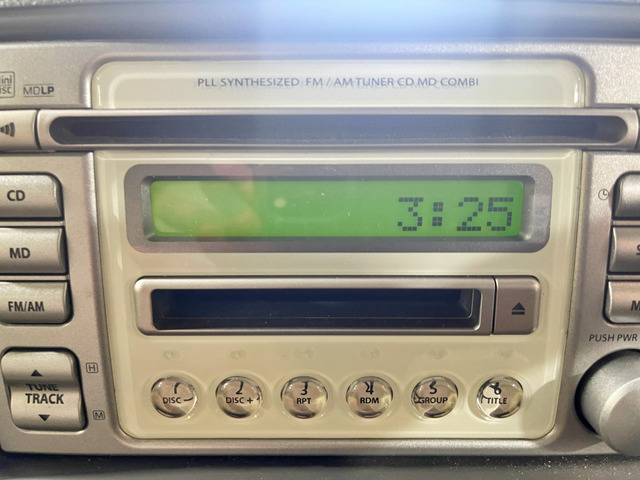 PLL SYNTHESIZED FM / AM TUNER CD MD COMBI
MDLP
3:25
CD
MD
FM/AM
TUNE
TRACK
H
M
PUSH PWR
1
DISC -
2
DISC +
3
RPT
4
RDM
5
GROUP
6
TITLE